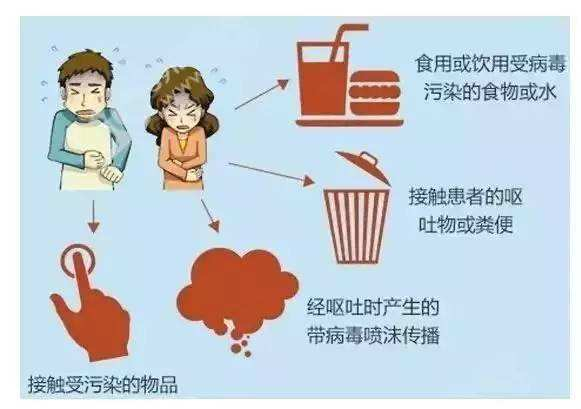 食用或饮用受病毒
污染的食物或水
接触患者的呕
吐物或粪便
经呕吐时产生的
带病毒喷沫传播
接触受污染的物品